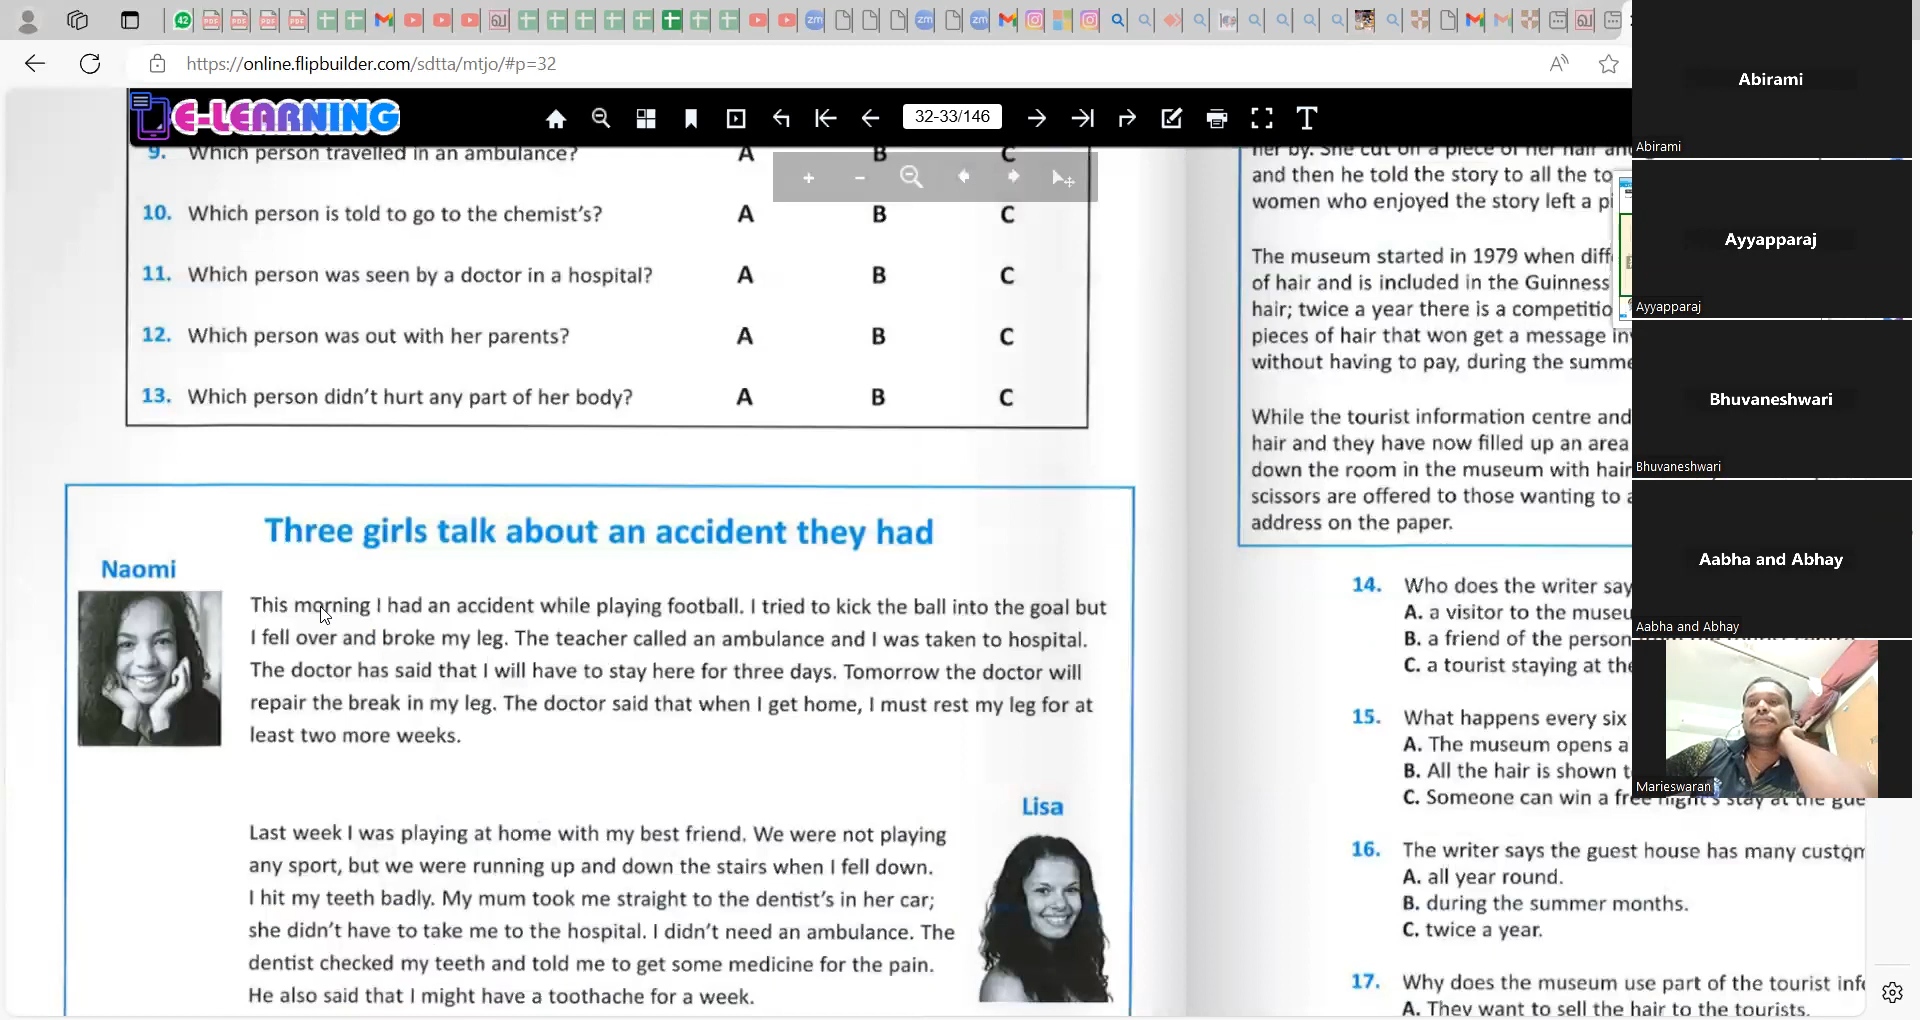 42
https://online.flipbuilder.com/sdtta/mtjo/#p=32
E-LEARNING
32-33/146
9. Which person travelled in an ambulance? A B C
10. Which person is told to go to the chemist's? A B C
11. Which person was seen by a doctor in a hospital? A B C
12. Which person was out with her parents? A B C
13. Which person didn't hurt any part of her body? A B C
Three girls talk about an accident they had
Naomi
This morning I had an accident while playing football. I tried to kick the ball into the goal but
I fell over and broke my leg. The teacher called an ambulance and I was taken to hospital.
The doctor has said that I will have to stay here for three days. Tomorrow the doctor will
repair the break in my leg. The doctor said that when I get home, I must rest my leg for at
least two more weeks.
Lisa
Last week I was playing at home with my best friend. We were not playing
any sport, but we were running up and down the stairs when I fell down.
I hit my teeth badly. My mum took me straight to the dentist's in her car;
she didn't have to take me to the hospital. I didn't need an ambulance. The
dentist checked my teeth and told me to get some medicine for the pain.
He also said that I might have a toothache for a week.
her by. She cut off a piece of her hair and
and then he told the story to all the to
women who enjoyed the story left a pi
The museum started in 1979 when diff
of hair and is included in the Guinness
hair; twice a year there is a competitio
pieces of hair that won get a message in
without having to pay, during the summe
While the tourist information centre and
hair and they have now filled up an area
down the room in the museum with hair
scissors are offered to those wanting to a
address on the paper.
14. Who does the writer say
A. a visitor to the museu
B. a friend of the person
C. a tourist staying at the
15. What happens every six
A. The museum opens a
B. All the hair is shown t
C. Someone can win a free night's stay at the gue
16. The writer says the guest house has many custom
A. all year round.
B. during the summer months.
C. twice a year.
17. Why does the museum use part of the tourist info
A. They want to sell the hair to the tourists.
Abirami
Abirami
Ayyapparaj
Ayyapparaj
Bhuvaneshwari
Bhuvaneshwari
Aabha and Abhay
Aabha and Abhay
Marieswaran